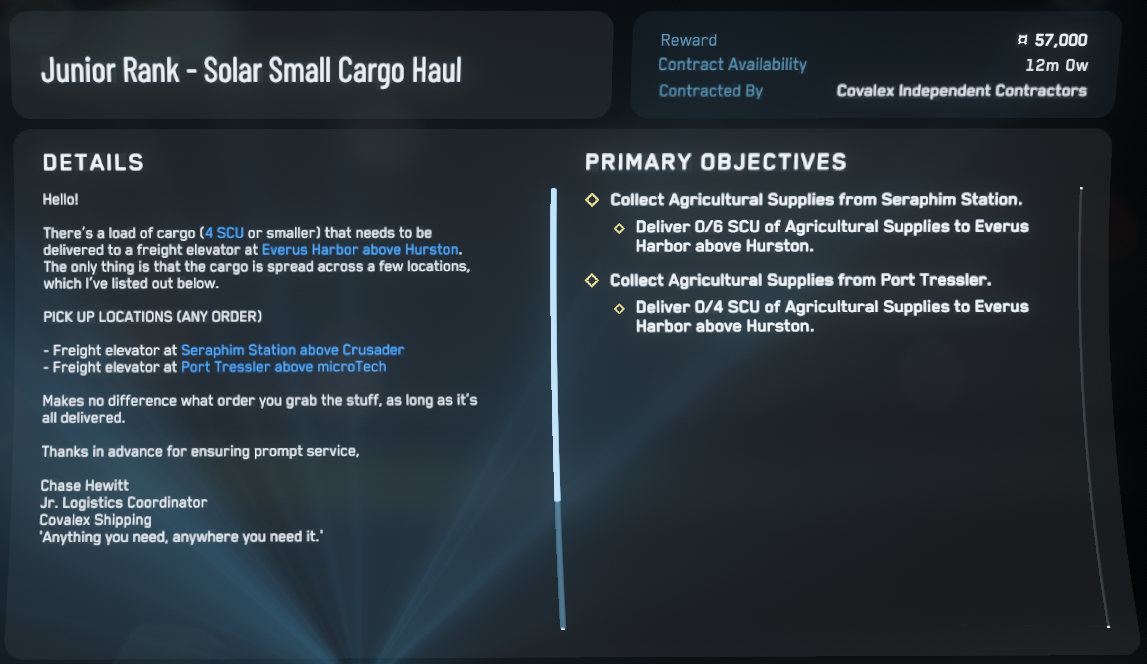 Junior Rank - Solar Small Cargo Haul
Reward ¤ 57,000
Contract Availability 12m 0w
Contracted By Covalex Independent Contractors
DETAILS
Hello!
There's a load of cargo (4 SCU or smaller) that needs to be
delivered to a freight elevator at Everus Harbor above Hurston.
The only thing is that the cargo is spread across a few locations,
which I've listed out below.
PICK UP LOCATIONS (ANY ORDER)
- Freight elevator at Seraphim Station above Crusader
- Freight elevator at Port Tressler above microTech
Makes no difference what order you grab the stuff, as long as it's
all delivered.
Thanks in advance for ensuring prompt service,
Chase Hewitt
Jr. Logistics Coordinator
Covalex Shipping
'Anything you need, anywhere you need it.'
PRIMARY OBJECTIVES
Collect Agricultural Supplies from Seraphim Station.
Deliver 0/6 SCU of Agricultural Supplies to Everus
Harbor above Hurston.
Collect Agricultural Supplies from Port Tressler.
Deliver 0/4 SCU of Agricultural Supplies to Everus
Harbor above Hurston.